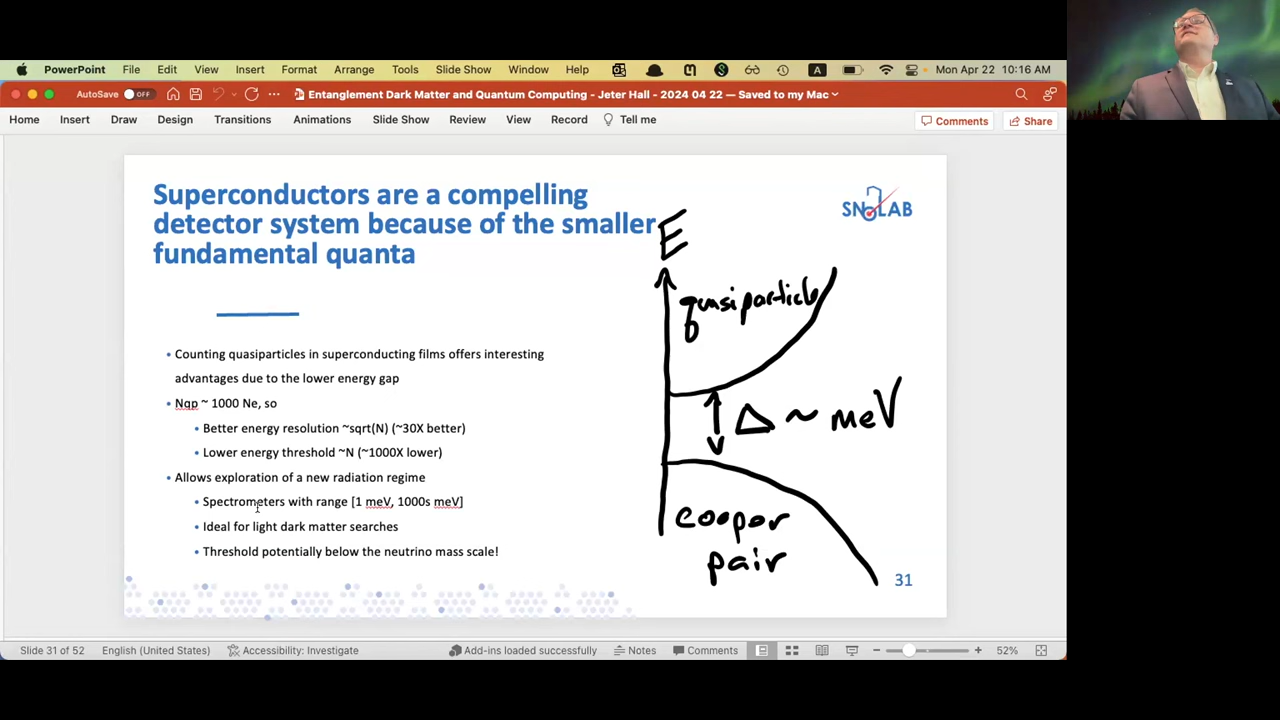 PowerPoint File Edit View Insert Format Arrange Tools Slide Show Window Help A Mon Apr 22 10:16 AM
AutoSave OFF Entanglement Dark Matter and Quantum Computing - Jeter Hall - 2024 04 22 — Saved to my Mac
Home Insert Draw Design Transitions Animations Slide Show Review View Record Tell me Comments Share
Superconductors are a compelling
detector system because of the smaller
fundamental quanta
SNOLAB
E
quasiparticle
• Counting quasiparticles in superconducting films offers interesting
advantages due to the lower energy gap
• Nqp ~ 1000 Ne, so
• Better energy resolution ~sqrt(N) (~30X better)
• Lower energy threshold ~N (~1000X lower)
• Allows exploration of a new radiation regime
• Spectrometers with range [1 meV, 1000s meV]
• Ideal for light dark matter searches
• Threshold potentially below the neutrino mass scale!
Δ ~ meV
cooper
pair
31
Slide 31 of 52 English (United States) Accessibility: Investigate Add-ins loaded successfully Notes Comments 52%